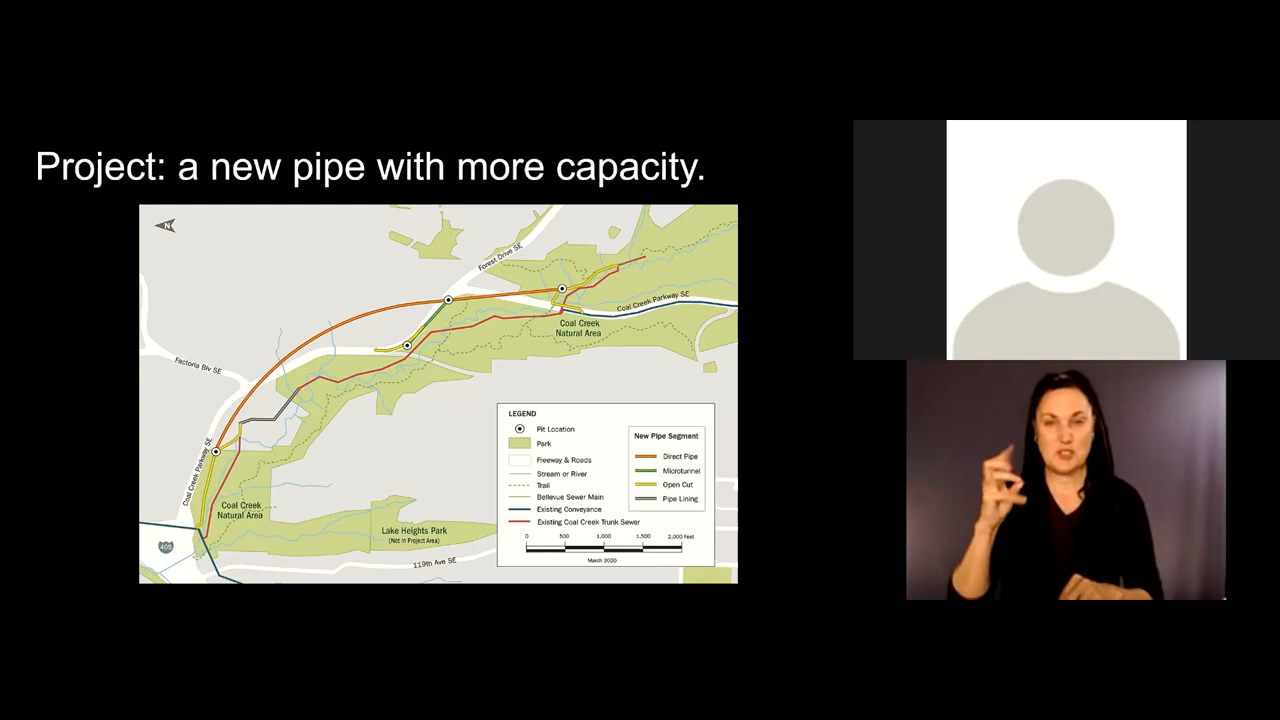 Project: a new pipe with more capacity.
N
Forest Drive SE
Coal Creek Parkway SE
Coal Creek
Natural Area
Factoria Blv SE
Coal Creek Parkway SE
Coal Creek
Natural Area
Lake Heights Park
(Not in Project Area)
405
119th Ave SE
LEGEND
Pit Location
Park
Freeway & Roads
Stream or River
Trail
Bellevue Sewer Main
Existing Conveyance
Existing Coal Creek Trunk Sewer
New Pipe Segment
Direct Pipe
Microtunnel
Open Cut
Pipe Lining
0 500 1,000 1,500 2,000 Feet
March 2020